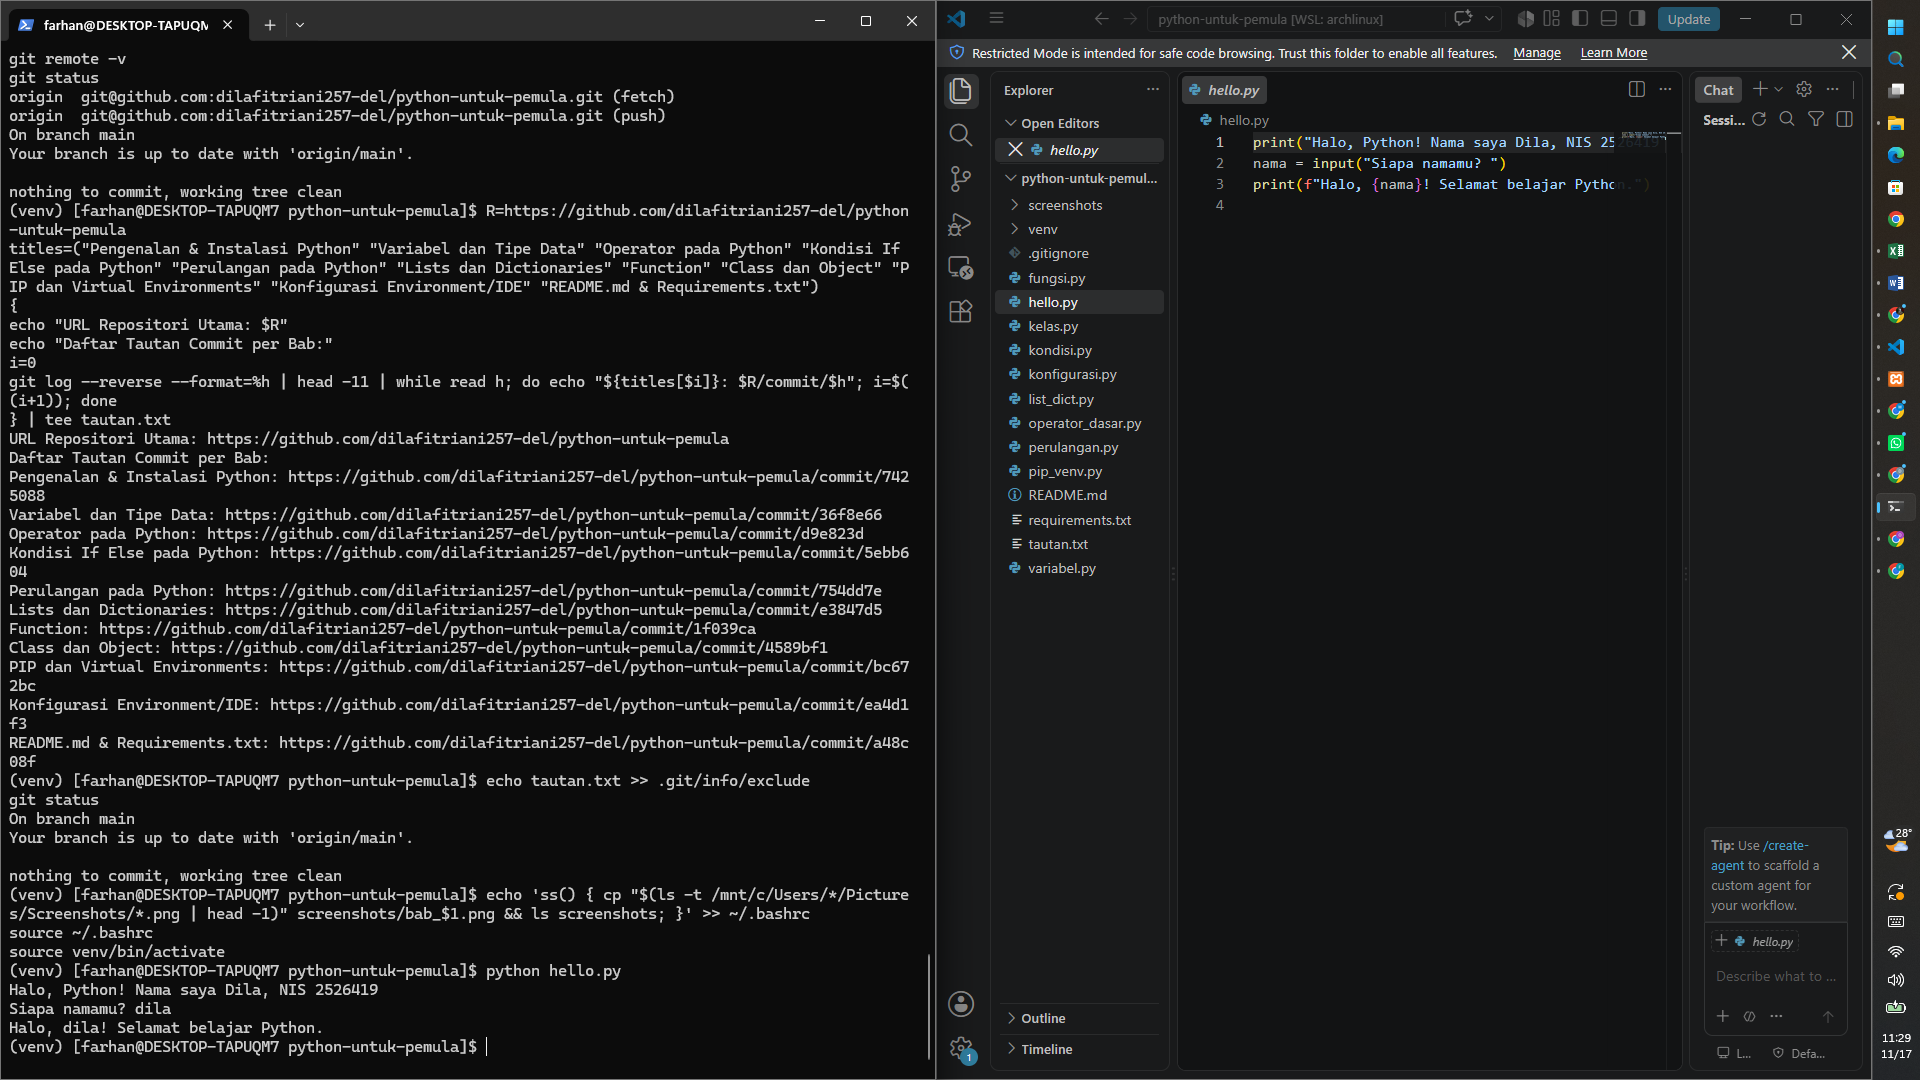 farhan@DESKTOP-TAPUQM
git remote -v
git status
origin  git@github.com:dilafitriani257-del/python-untuk-pemula.git (fetch)
origin  git@github.com:dilafitriani257-del/python-untuk-pemula.git (push)
On branch main
Your branch is up to date with 'origin/main'.
nothing to commit, working tree clean
(venv) [farhan@DESKTOP-TAPUQM7 python-untuk-pemula]$ R=https://github.com/dilafitriani257-del/python
-untuk-pemula
titles=("Pengenalan & Instalasi Python" "Variabel dan Tipe Data" "Operator pada Python" "Kondisi If
Else pada Python" "Perulangan pada Python" "Lists dan Dictionaries" "Function" "Class dan Object" "P
IP dan Virtual Environments" "Konfigurasi Environment/IDE" "README.md & Requirements.txt")
{
echo "URL Repositori Utama: $R"
echo "Daftar Tautan Commit per Bab:"
i=0
git log --reverse --format=%h | head -11 | while read h; do echo "${titles[$i]}: $R/commit/$h"; i=$(
(i+1)); done
} | tee tautan.txt
URL Repositori Utama: https://github.com/dilafitriani257-del/python-untuk-pemula
Daftar Tautan Commit per Bab:
Pengenalan & Instalasi Python: https://github.com/dilafitriani257-del/python-untuk-pemula/commit/742
5088
Variabel dan Tipe Data: https://github.com/dilafitriani257-del/python-untuk-pemula/commit/36f8e66
Operator pada Python: https://github.com/dilafitriani257-del/python-untuk-pemula/commit/d9e823d
Kondisi If Else pada Python: https://github.com/dilafitriani257-del/python-untuk-pemula/commit/5ebb6
04
Perulangan pada Python: https://github.com/dilafitriani257-del/python-untuk-pemula/commit/754dd7e
Lists dan Dictionaries: https://github.com/dilafitriani257-del/python-untuk-pemula/commit/e3847d5
Function: https://github.com/dilafitriani257-del/python-untuk-pemula/commit/1f039ca
Class dan Object: https://github.com/dilafitriani257-del/python-untuk-pemula/commit/4589bf1
PIP dan Virtual Environments: https://github.com/dilafitriani257-del/python-untuk-pemula/commit/bc67
2bc
Konfigurasi Environment/IDE: https://github.com/dilafitriani257-del/python-untuk-pemula/commit/ea4d1
f3
README.md & Requirements.txt: https://github.com/dilafitriani257-del/python-untuk-pemula/commit/a48c
08f
(venv) [farhan@DESKTOP-TAPUQM7 python-untuk-pemula]$ echo tautan.txt >> .git/info/exclude
git status
On branch main
Your branch is up to date with 'origin/main'.
nothing to commit, working tree clean
(venv) [farhan@DESKTOP-TAPUQM7 python-untuk-pemula]$ echo 'ss() { cp "$(ls -t /mnt/c/Users/*/Picture
s/Screenshots/*.png | head -1)" screenshots/bab_$1.png && ls screenshots; }' >> ~/.bashrc
source ~/.bashrc
source venv/bin/activate
(venv) [farhan@DESKTOP-TAPUQM7 python-untuk-pemula]$ python hello.py
Halo, Python! Nama saya Dila, NIS 2526419
Siapa namamu? dila
Halo, dila! Selamat belajar Python.
(venv) [farhan@DESKTOP-TAPUQM7 python-untuk-pemula]$
python-untuk-pemula [WSL: archlinux]
Update
Restricted Mode is intended for safe code browsing. Trust this folder to enable all features. Manage Learn More
Explorer
Open Editors
hello.py
python-untuk-pemul...
screenshots
venv
.gitignore
fungsi.py
hello.py
kelas.py
kondisi.py
konfigurasi.py
list_dict.py
operator_dasar.py
perulangan.py
pip_venv.py
README.md
requirements.txt
tautan.txt
variabel.py
Outline
Timeline
1
hello.py
hello.py
1 print("Halo, Python! Nama saya Dila, NIS 2526419
2 nama = input("Siapa namamu? ")
3 print(f"Halo, {nama}! Selamat belajar Python.")
4
Chat
Sessi...
Tip: Use /create-
agent to scaffold a
custom agent for
your workflow.
hello.py
Describe what to ...
L...
Defa...
28°
11:29
11/17